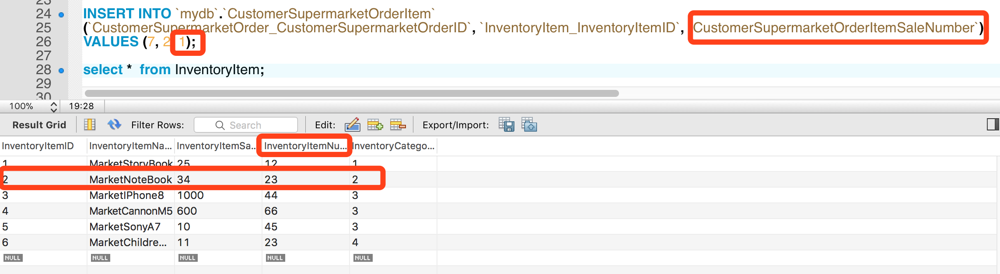 23
24 INSERT INTO `mydb`.`CustomerSupermarketOrderItem`
25 (`CustomerSupermarketOrder_CustomerSupermarketOrderID`, `InventoryItem_InventoryItemID`, CustomerSupermarketOrderItemSaleNumber`)
26 VALUES (7, 2 1);
27
28 select * from InventoryItem;
29
30
100% 19:28
Result Grid Filter Rows: Search Edit: Export/Import:
InventoryItemID InventoryItemNa... InventoryItemSa... InventoryItemNu... InventoryCatego...
1 MarketStoryBook 25 12 1
2 MarketNoteBook 34 23 2
3 MarketIPhone8 1000 44 3
4 MarketCannonM5 600 66 3
5 MarketSonyA7 10 45 3
6 MarketChildre... 11 23 4
NULL NULL NULL NULL NULL